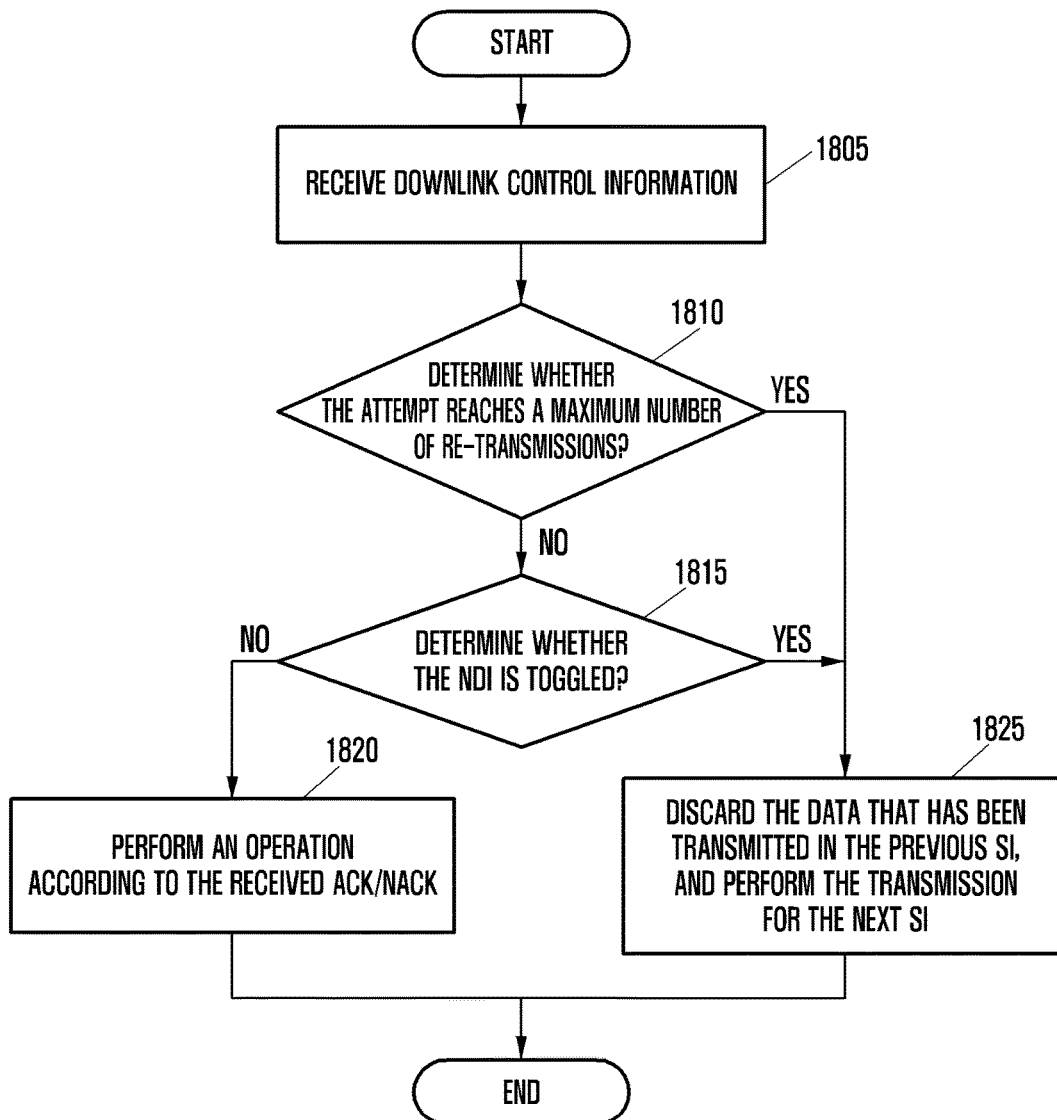 START
1805
RECEIVE DOWNLINK CONTROL INFORMATION
1810
DETERMINE WHETHER
THE ATTEMPT REACHES A MAXIMUM NUMBER
OF RE-TRANSMISSIONS?
YES
NO
1815
NO
DETERMINE WHETHER
THE NDI IS TOGGLED?
YES
1820
PERFORM AN OPERATION
ACCORDING TO THE RECEIVED ACK/NACK
1825
DISCARD THE DATA THAT HAS BEEN
TRANSMITTED IN THE PREVIOUS SI,
AND PERFORM THE TRANSMISSION
FOR THE NEXT SI
END